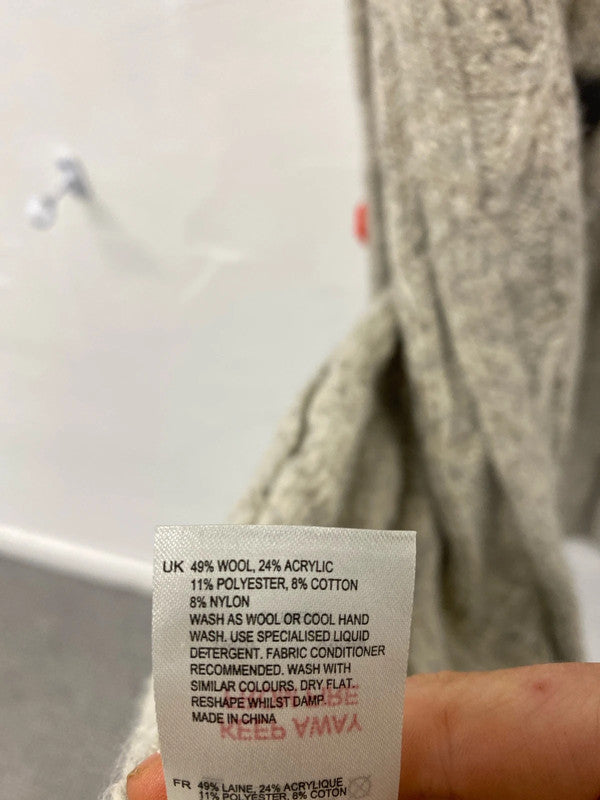 UK 49% WOOL, 24% ACRYLIC
11% POLYESTER, 8% COTTON
8% NYLON
WASH AS WOOL OR COOL HAND
WASH. USE SPECIALISED LIQUID
DETERGENT. FABRIC CONDITIONER
RECOMMENDED. WASH WITH
SIMILAR COLOURS, DRY FLAT.
RESHAPE WHILST DAMP
MADE IN CHINA
KEEP AWAY
FR 49% LAINE, 24% ACRYLIQUE
11% POLYESTER, 8% COTON